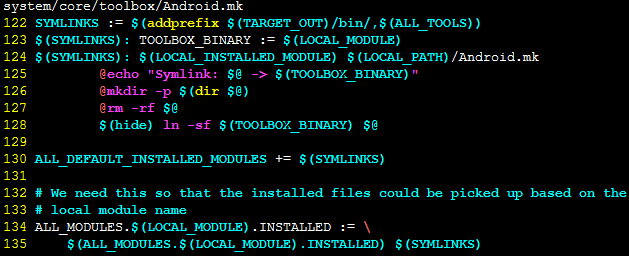 system/core/toolbox/Android.mk
122 SYMLINKS := $(addprefix $(TARGET_OUT)/bin/,$(ALL_TOOLS))
123 $(SYMLINKS): TOOLBOX_BINARY := $(LOCAL_MODULE)
124 $(SYMLINKS): $(LOCAL_INSTALLED_MODULE) $(LOCAL_PATH)/Android.mk
125         @echo "Symlink: $@ -> $(TOOLBOX_BINARY)"
126         @mkdir -p $(dir $@)
127         @rm -rf $@
128         $(hide) ln -sf $(TOOLBOX_BINARY) $@
129
130 ALL_DEFAULT_INSTALLED_MODULES += $(SYMLINKS)
131
132 # We need this so that the installed files could be picked up based on the
133 # local module name
134 ALL_MODULES.$(LOCAL_MODULE).INSTALLED := \
135     $(ALL_MODULES.$(LOCAL_MODULE).INSTALLED) $(SYMLINKS)